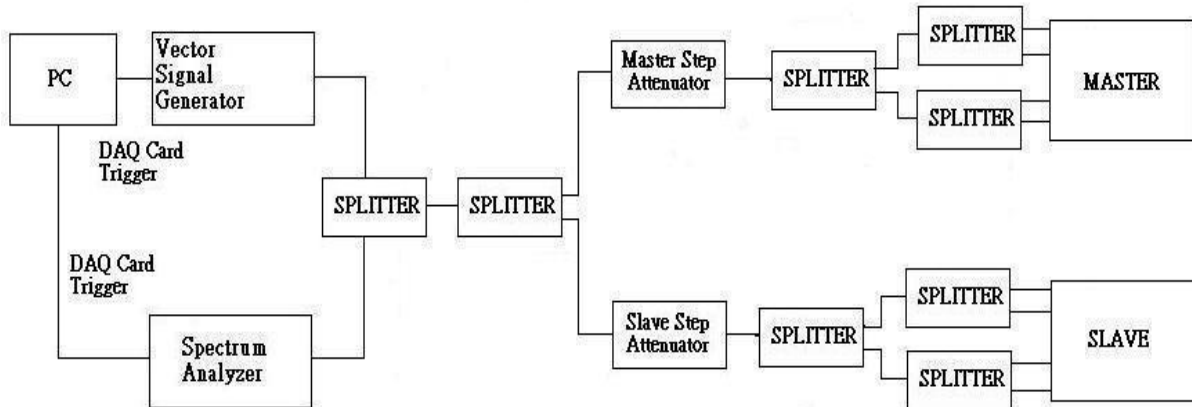 PC
Vector
Signal
Generator
DAQ Card
Trigger
DAQ Card
Trigger
Spectrum
Analyzer
SPLITTER
SPLITTER
Master Step
Attenuator
SPLITTER
SPLITTER
SPLITTER
MASTER
Slave Step
Attenuator
SPLITTER
SPLITTER
SPLITTER
SLAVE